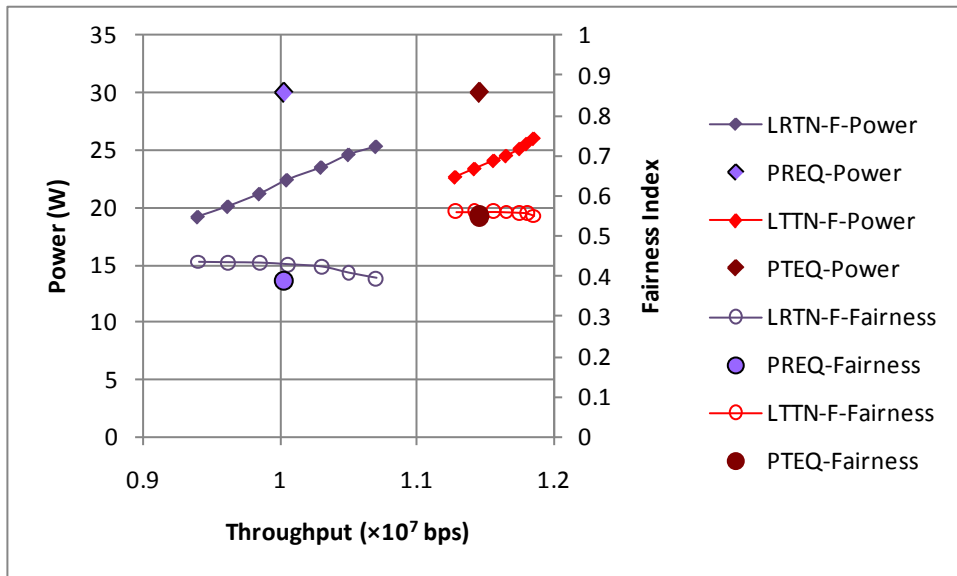 35
30
25
20
15
10
5
0
Power (W)
0.9
1
1.1
1.2
Throughput (×10⁷ bps)
1
0.9
0.8
0.7
0.6
0.5
0.4
0.3
0.2
0.1
0
Fairness Index
LRTN-F-Power
PREQ-Power
LTTN-F-Power
PTEQ-Power
LRTN-F-Fairness
PREQ-Fairness
LTTN-F-Fairness
PTEQ-Fairness